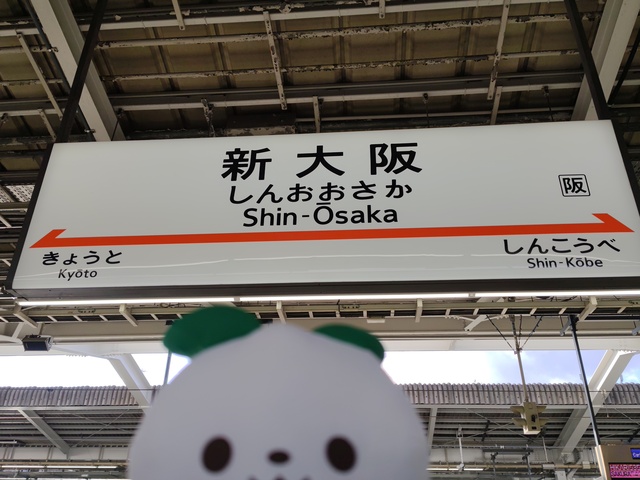 新大阪
しんおおさか
阪
Shin-Ōsaka
きょうと
Kyōto
しんこうべ
Shin-Kōbe